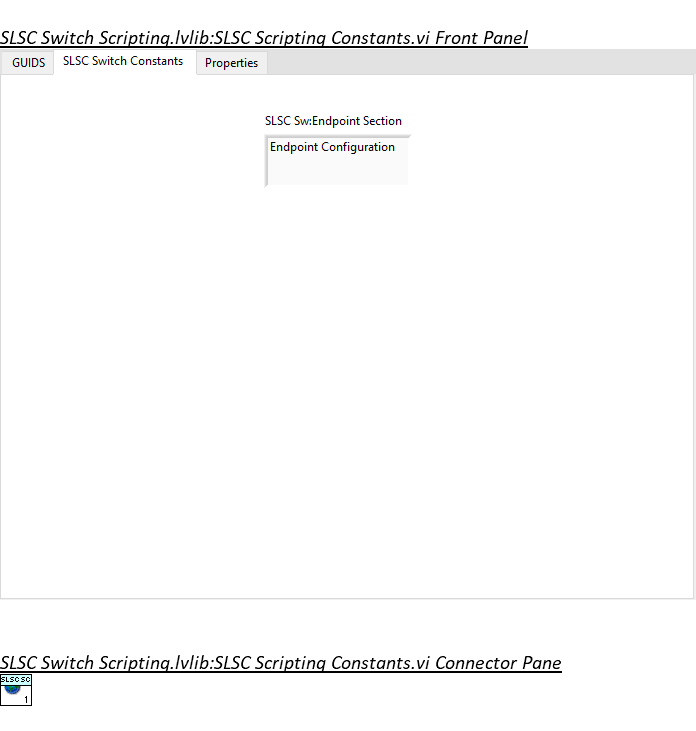 SLSC Switch Scripting.lvlib:SLSC Scripting Constants.vi Front Panel
GUIDS SLSC Switch Constants Properties
SLSC Sw:Endpoint Section
Endpoint Configuration
SLSC Switch Scripting.lvlib:SLSC Scripting Constants.vi Connector Pane
SLSC SC
1